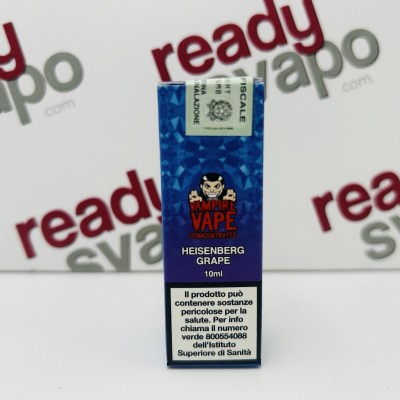 ready
svapo
.com
ready
svapo
.com
ready
svapo
FISCALE
VAMPIRE
VAPE
CONCENTRATES
HEISENBERG
GRAPE
10ml
Il prodotto può
contenere sostanze
pericolose per la
salute. Per info
chiama il numero
verde 800554088
dell'Istituto
Superiore di Sanità